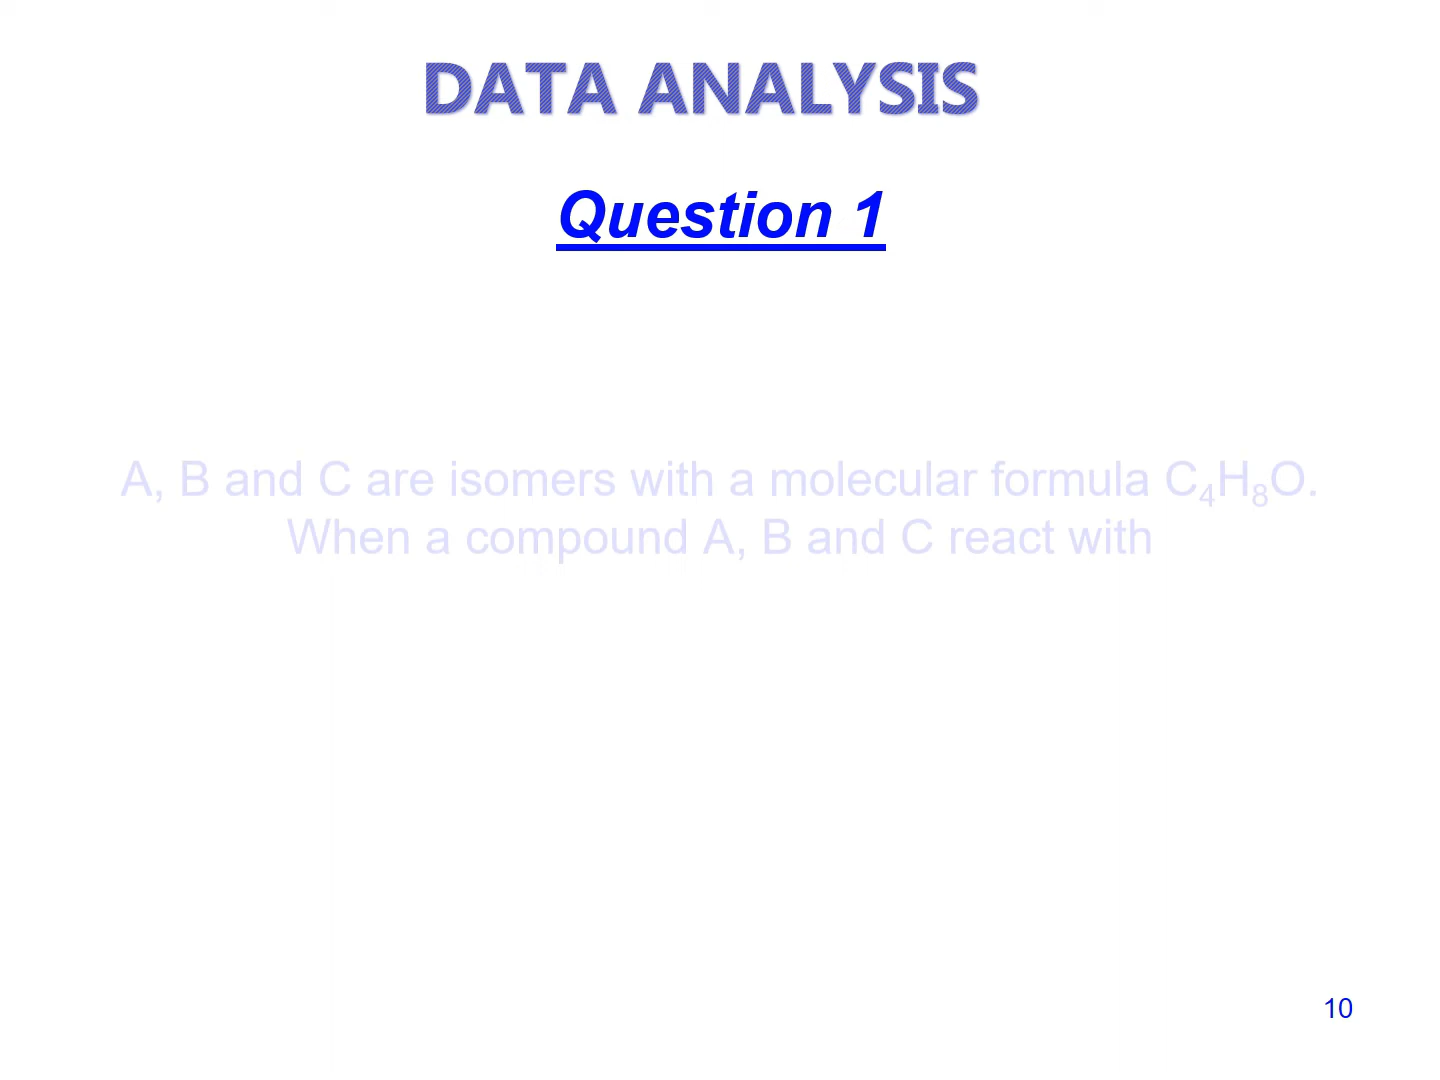 DATA ANALYSIS
Question 1
A, B and C are isomers with a molecular formula C₄H₈O.
When a compound A, B and C react with
10